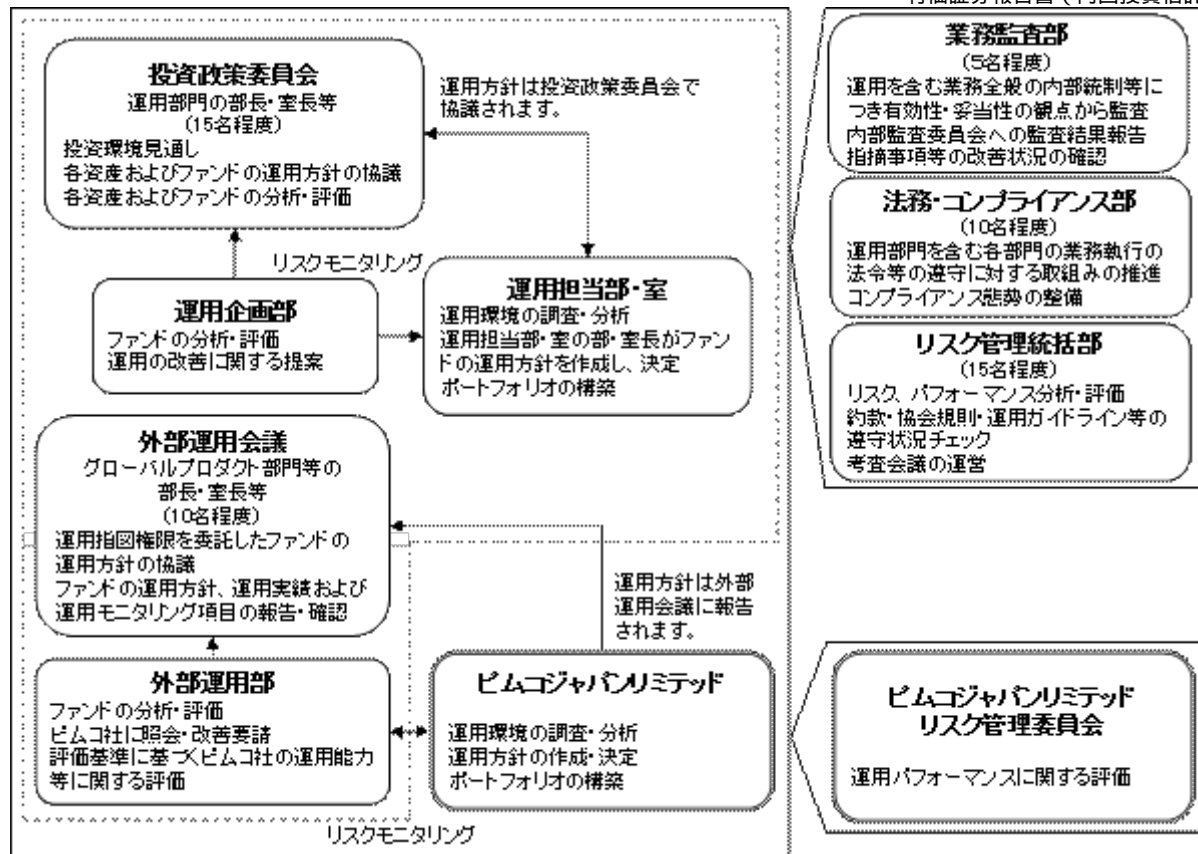 投資政策委員会
運用部門の部長・室長等
(15名程度)
投資環境見通し
各資産およびファンドの運用方針の協議
各資産およびファンドの分析・評価
運用方針は投資政策委員会で
協議されます。
リスクモニタリング
運用企画部
ファンドの分析・評価
運用の改善に関する提案
運用担当部・室
運用環境の調査・分析
運用担当部・室の部・室長がファン
ドの運用方針を作成し、決定
ポートフォリオの構築
外部運用会議
グローバルプロダクト部門等の
部長・室長等
(10名程度)
運用指図権限を委託したファンドの
運用方針の協議
ファンドの運用方針、運用実績および
運用モニタリング項目の報告・確認
運用方針は外部
運用会議に報告
されます。
外部運用部
ファンドの分析・評価
ピムコ社に照会・改善要請
評価基準に基づくピムコ社の運用能力
等に関する評価
ピムコジャパンリミテッド
運用環境の調査・分析
運用方針の作成・決定
ポートフォリオの構築
リスクモニタリング
業務監査部
(5名程度)
運用を含む業務全般の内部統制等に
つき有効性・妥当性の観点から監査
内部監査委員会への監査結果報告
指摘事項等の改善状況の確認
法務・コンプライアンス部
(10名程度)
運用部門を含む各部門の業務執行の
法令等の遵守に対する取組みの推進
コンプライアンス態勢の整備
リスク管理統括部
(15名程度)
リスク、パフォーマンス分析・評価
約款・協会規則・運用ガイドライン等の
遵守状況チェック
考査会議の運営
ピムコジャパンリミテッド
リスク管理委員会
運用パフォーマンスに関する評価